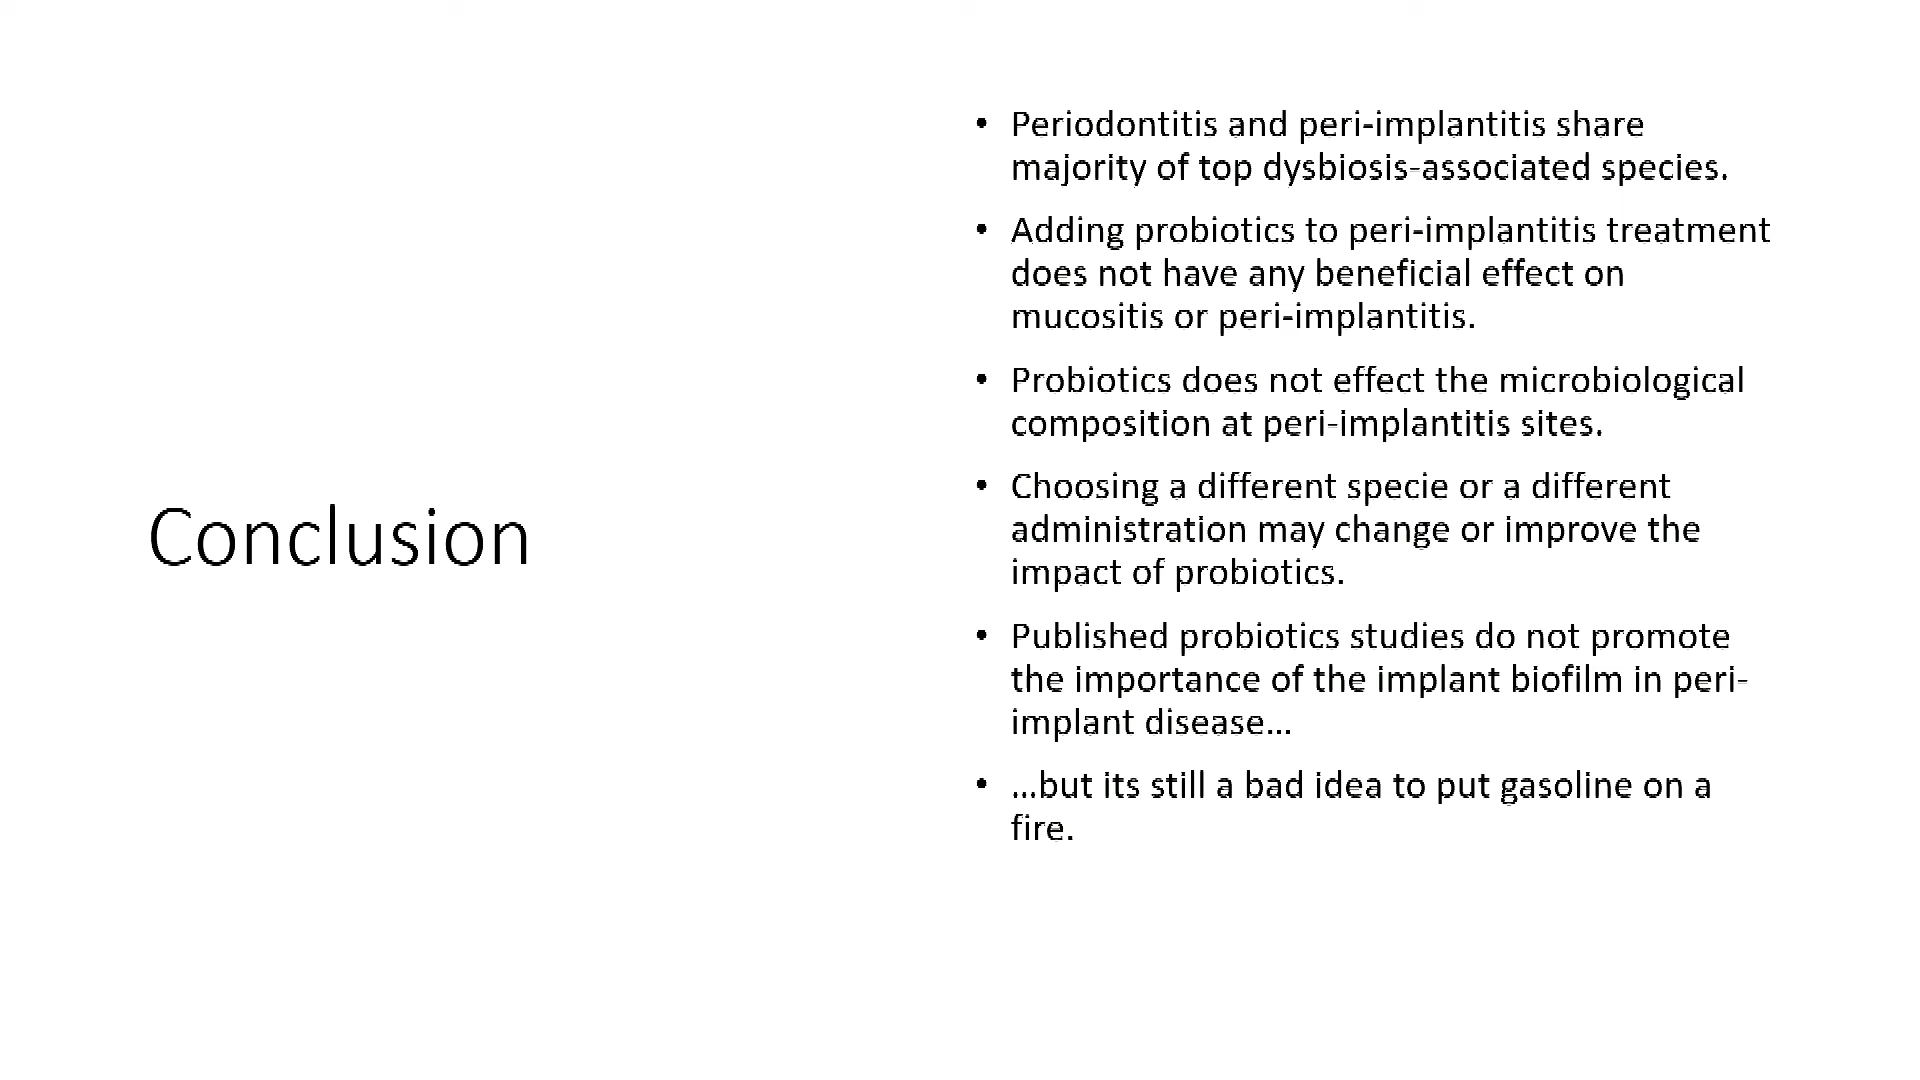 Conclusion
• Periodontitis and peri-implantitis share
majority of top dysbiosis-associated species.
• Adding probiotics to peri-implantitis treatment
does not have any beneficial effect on
mucositis or peri-implantitis.
• Probiotics does not effect the microbiological
composition at peri-implantitis sites.
• Choosing a different specie or a different
administration may change or improve the
impact of probiotics.
• Published probiotics studies do not promote
the importance of the implant biofilm in peri-
implant disease…
• …but its still a bad idea to put gasoline on a
fire.